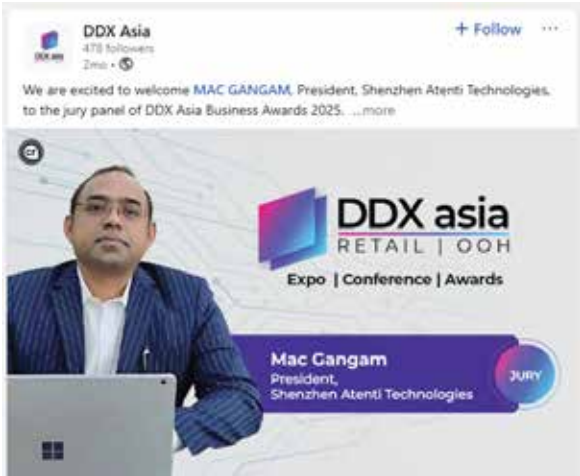 DDX Asia
+ Follow ...
478 followers
2mo •
We are excited to welcome MAC GANGAM, President, Shenzhen Atenti Technologies,
to the jury panel of DDX Asia Business Awards 2025. ...more
DDX asia
RETAIL | OOH
Expo | Conference | Awards
Mac Gangam
President,
Shenzhen Atenti Technologies
JURY